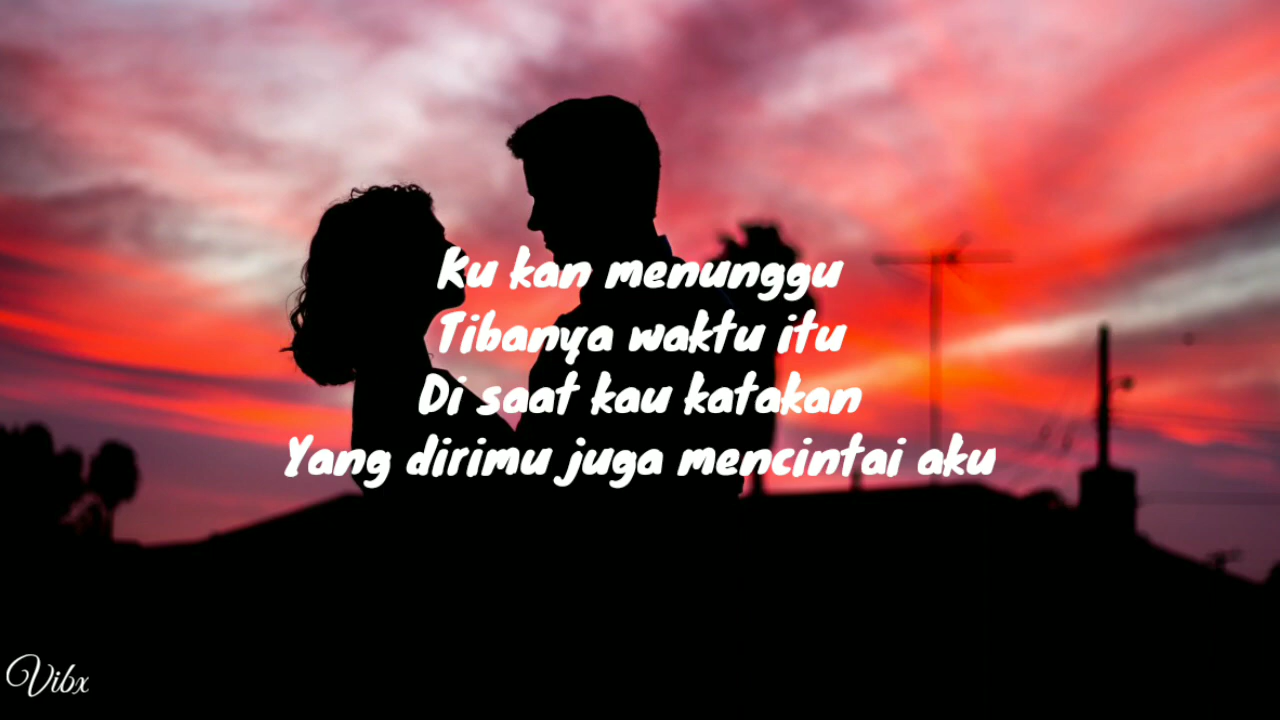 Ku kan menunggu
Tibanya waktu itu
Di saat kau katakan
Yang dirimu juga mencintai aku
Vibx